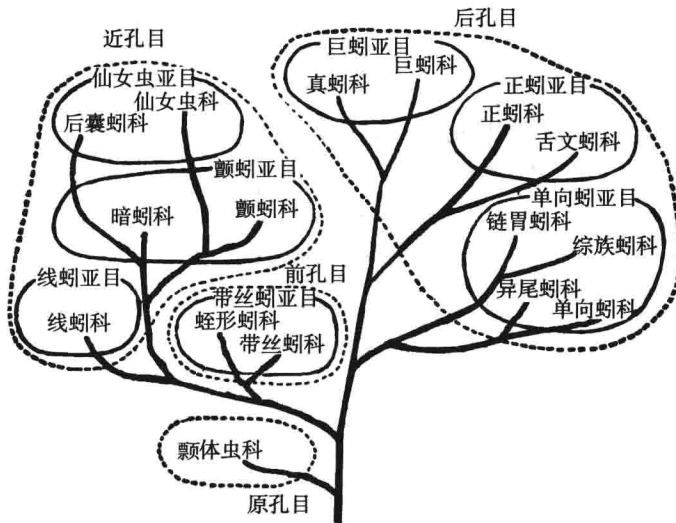 后孔目
近孔目
巨蚓亚目
巨蚓科
真蚓科
仙女虫亚目
仙女虫科
后囊蚓科
正蚓亚目
正蚓科
舌文蚓科
颤蚓亚目
暗蚓科
颤蚓科
单向蚓亚目
链胃蚓科
综族蚓科
异尾蚓科
单向蚓科
线蚓亚目
线蚓科
前孔目
带丝蚓亚目
蛭形蚓科
带丝蚓科
颗体虫科
原孔目